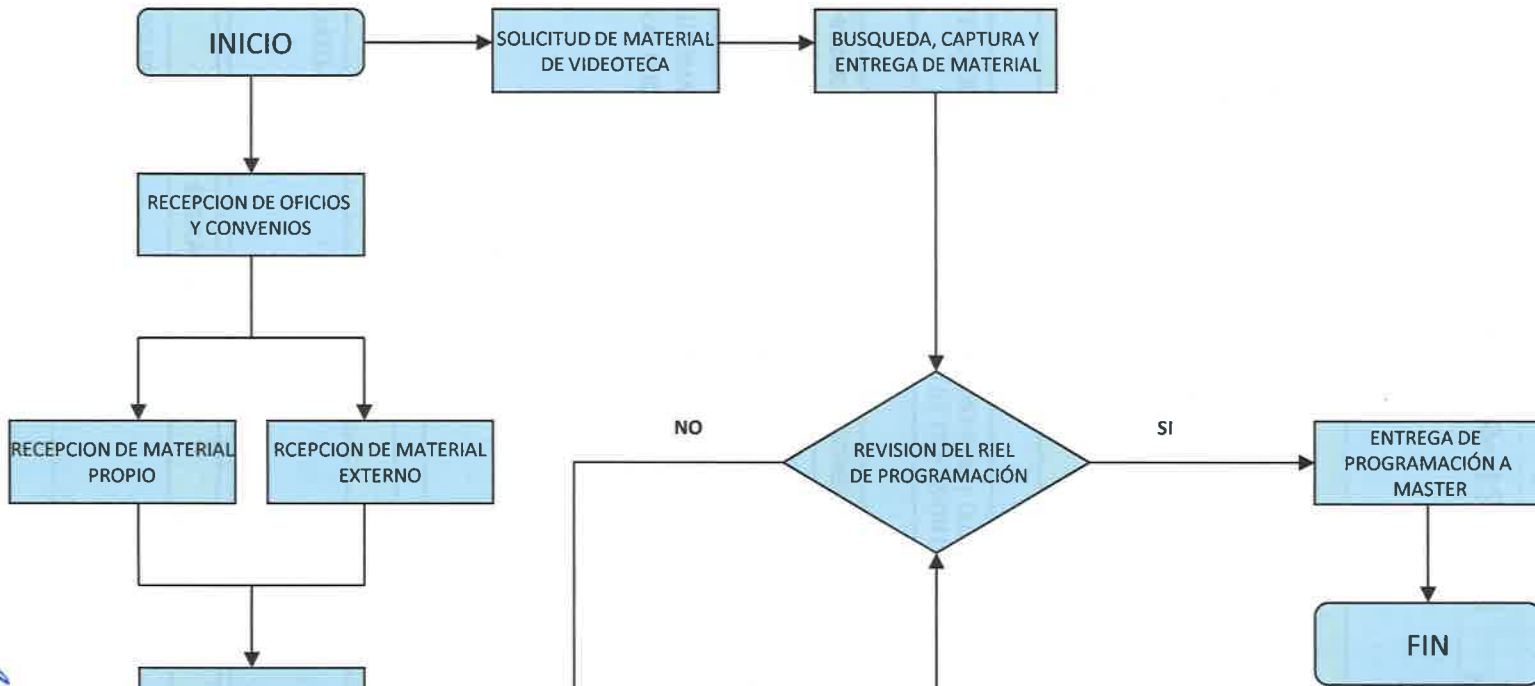 INICIO
SOLICITUD DE MATERIAL
DE VIDEOTECA
BUSQUEDA, CAPTURA Y
ENTREGA DE MATERIAL
RECEPCION DE OFICIOS
Y CONVENIOS
RECEPCION DE MATERIAL
PROPIO
RCEPCION DE MATERIAL
EXTERNO
NO
REVISION DEL RIEL
DE PROGRAMACIÓN
SI
ENTREGA DE
PROGRAMACIÓN A
MASTER
FIN